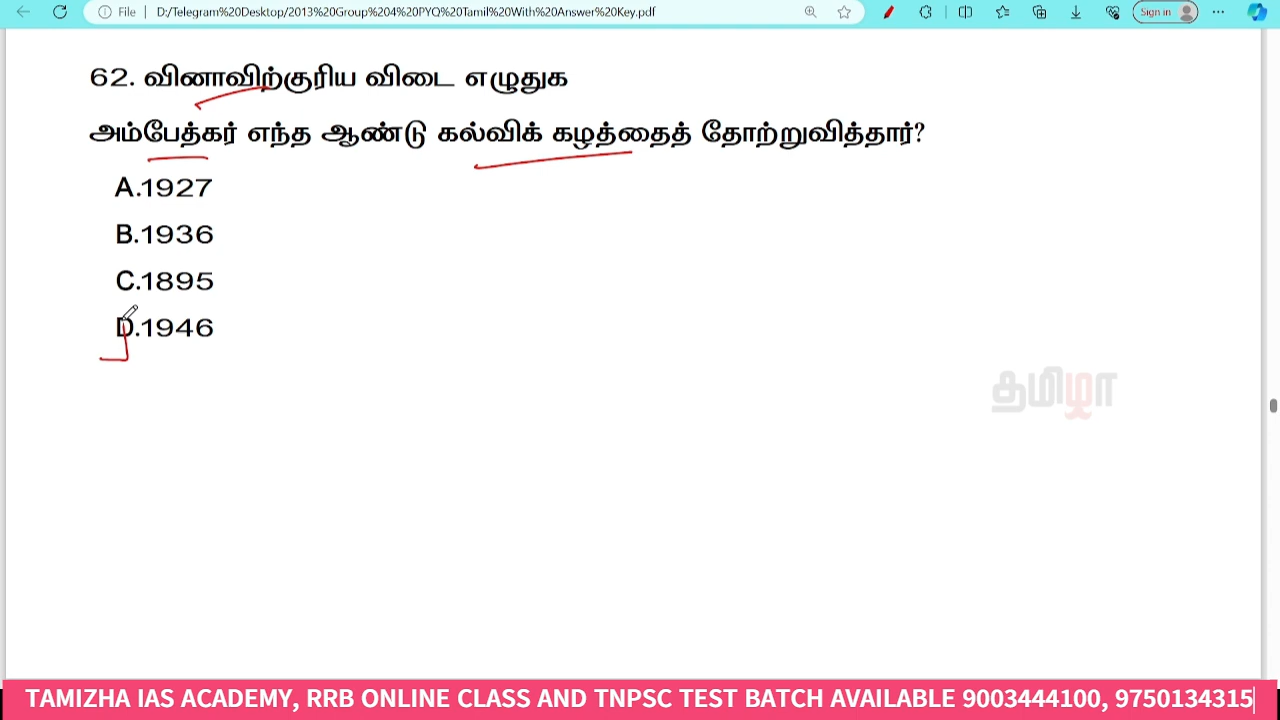 File
D:/Telegram%20Desktop/2013%20Group%204%20PYQ%20Tamil%20With%20Answer%20Key.pdf
Sign in
62. வினாவிற்குரிய விடை எழுதுக
அம்பேத்கர் எந்த ஆண்டு கல்விக் கழத்தைத் தோற்றுவித்தார்?
A.1927
B.1936
C.1895
D.1946
தமிழா
TAMIZHA IAS ACADEMY, RRB ONLINE CLASS AND TNPSC TEST BATCH AVAILABLE 9003444100, 9750134315